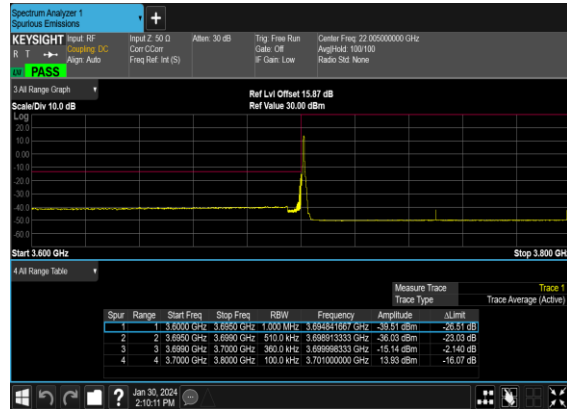 Spectrum Analyzer 1
Spurious Emissions
+
KEYSIGHT Input: RF Input Z: 50 Ω Atten: 30 dB Trig: Free Run Center Freq: 22.005000000 GHz
R T Coupling: DC Corr CCorr Gate: Off Avg|Hold: 100/100
Align: Auto Freq Ref: Int (S) IF Gain: Low Radio Std: None
PASS
3 All Range Graph
Ref Lvl Offset 15.87 dB
Scale/Div 10.0 dB Ref Value 30.00 dBm
Log
20.0
10.0
0.00
-10.0
-20.0
-30.0
-40.0
-50.0
-60.0
Start 3.600 GHz Stop 3.800 GHz
4 All Range Table
Measure Trace Trace 1
Trace Type Trace Average (Active)
Spur Range Start Freq Stop Freq RBW Frequency Amplitude ΔLimit
1 1 3.6000 GHz 3.6950 GHz 1.000 MHz 3.694841667 GHz -39.51 dBm -26.51 dB
2 2 3.6950 GHz 3.6990 GHz 510.0 kHz 3.698913333 GHz -36.03 dBm -23.03 dB
3 3 3.6990 GHz 3.7000 GHz 360.0 kHz 3.699998333 GHz -15.14 dBm -2.140 dB
4 4 3.7000 GHz 3.8000 GHz 100.0 kHz 3.701000000 GHz 13.93 dBm -16.07 dB
? Jan 30, 2024
2:10:11 PM